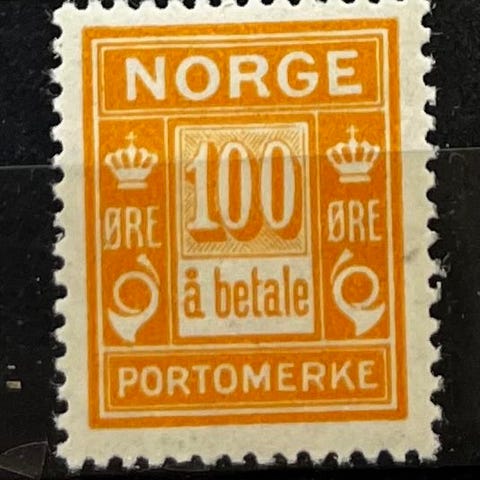 NORGE
100
ØRE ØRE
å betale
PORTOMERKE